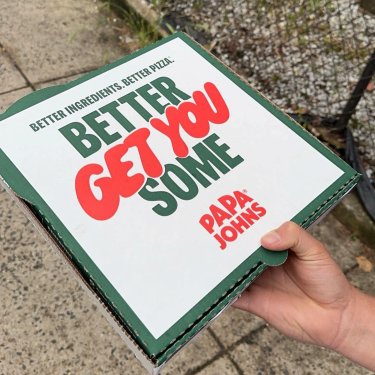 BETTER INGREDIENTS. BETTER PIZZA.
BETTER
GET YOU
SOME
PAPA
JOHNS®